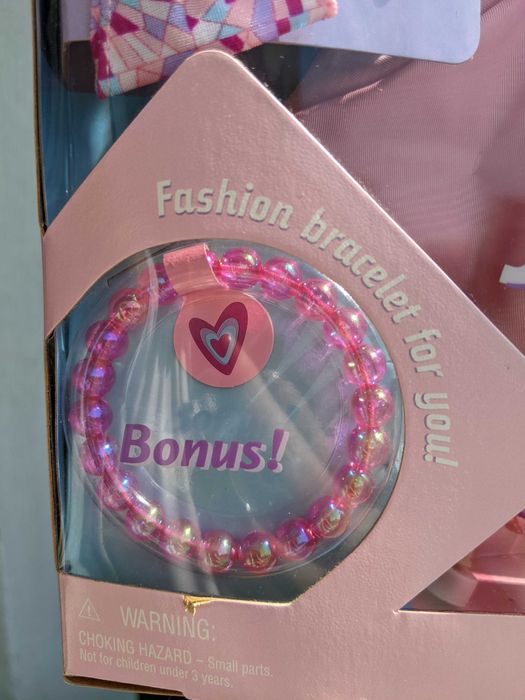 Fashion bracelet for you!
Bonus!
WARNING:
CHOKING HAZARD – Small parts.
Not for children under 3 years.